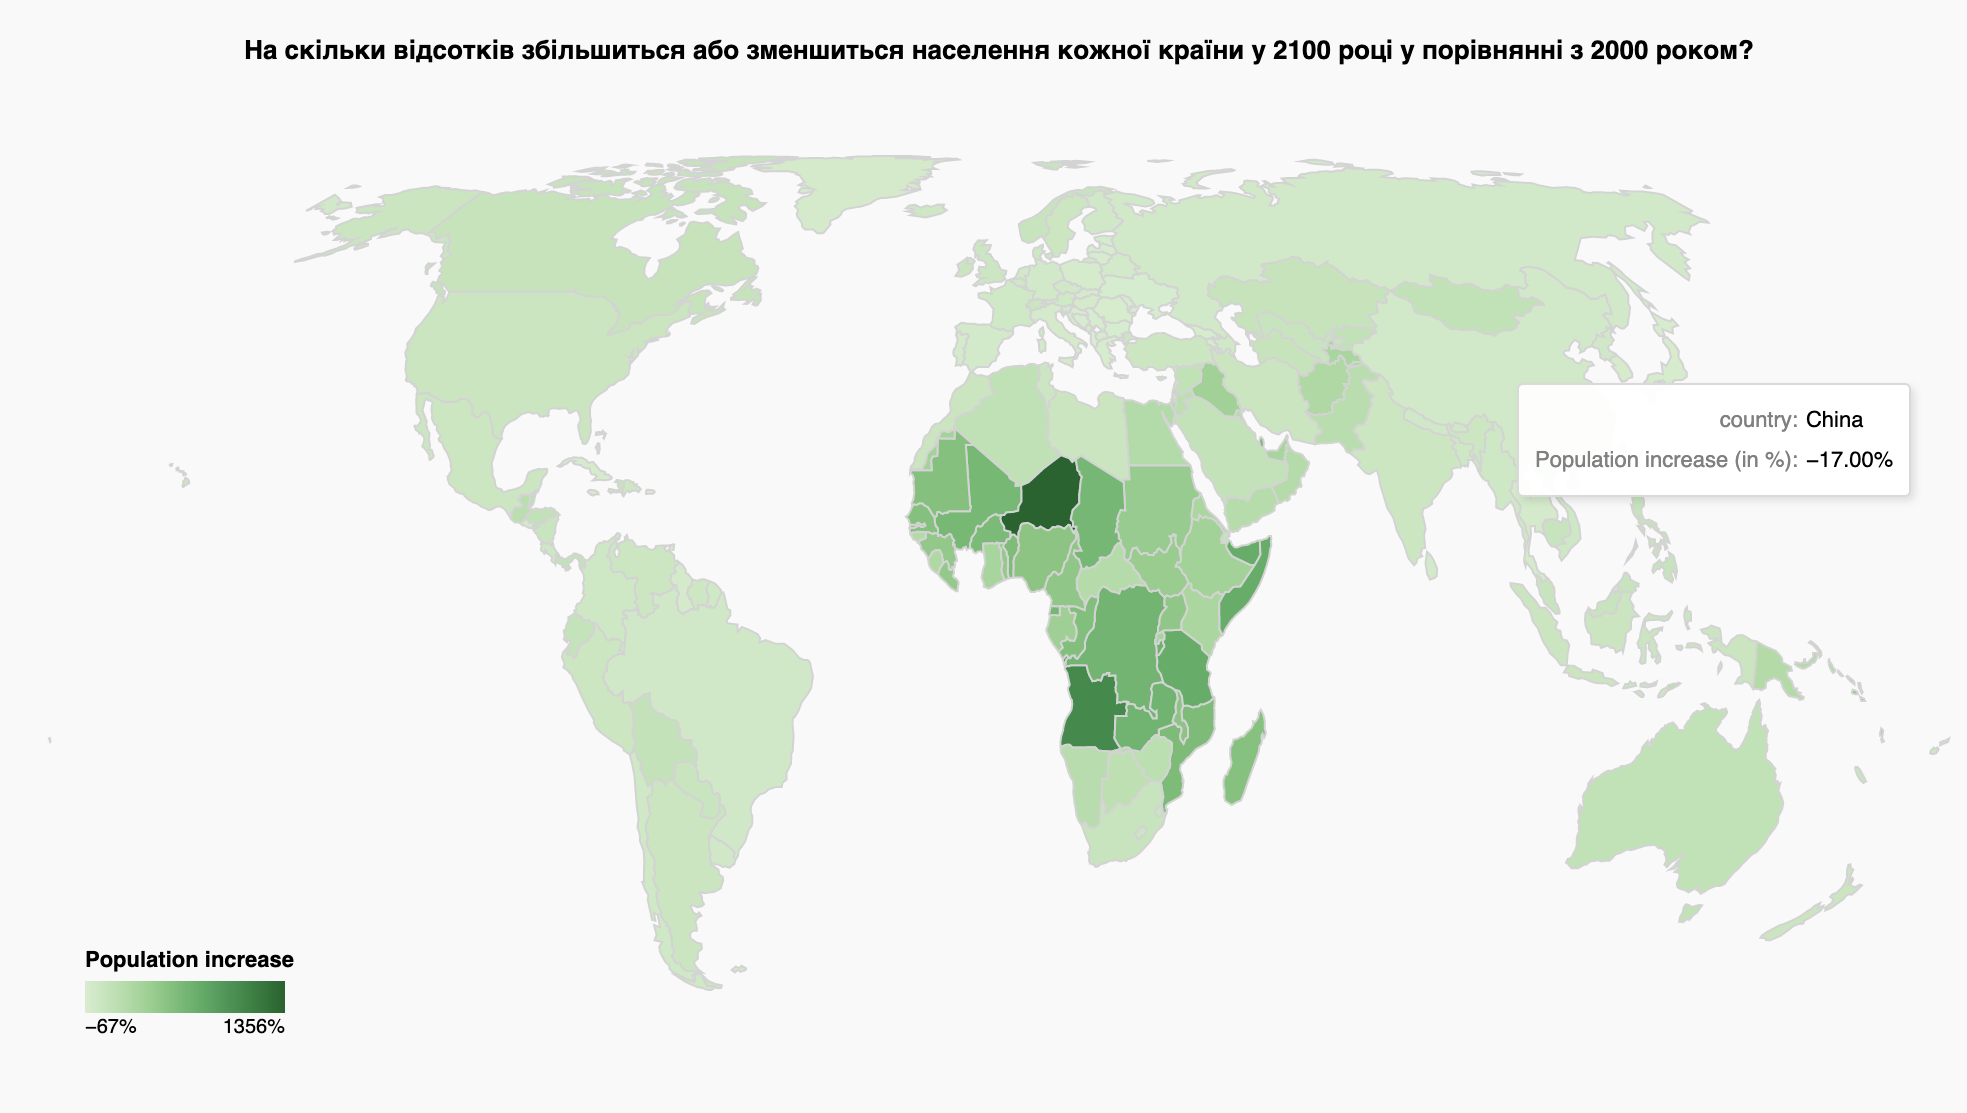 На скільки відсотків збільшиться або зменшиться населення кожної країни у 2100 році у порівнянні з 2000 роком?
country: China
Population increase (in %): −17.00%
Population increase
−67% 1356%